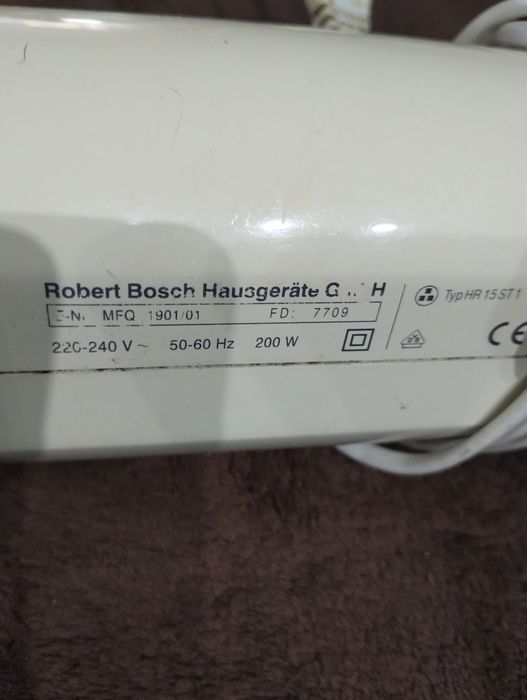 Robert Bosch Hausgeräte G H
MFQ 1901/01 FD: 7709
220-240 V ~ 50-60 Hz 200 W
Typ HR 15 ST 1
CE